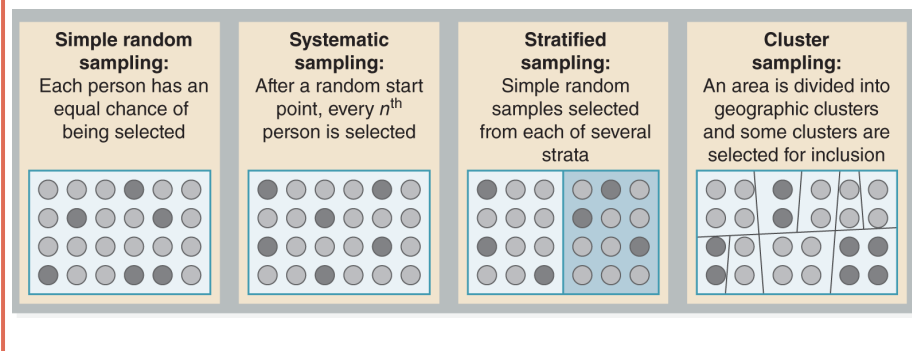 Simple random
sampling:
Each person has an
equal chance of
being selected
Systematic
sampling:
After a random start
point, every nth
person is selected
Stratified
sampling:
Simple random
samples selected
from each of several
strata
Cluster
sampling:
An area is divided into
geographic clusters
and some clusters are
selected for inclusion